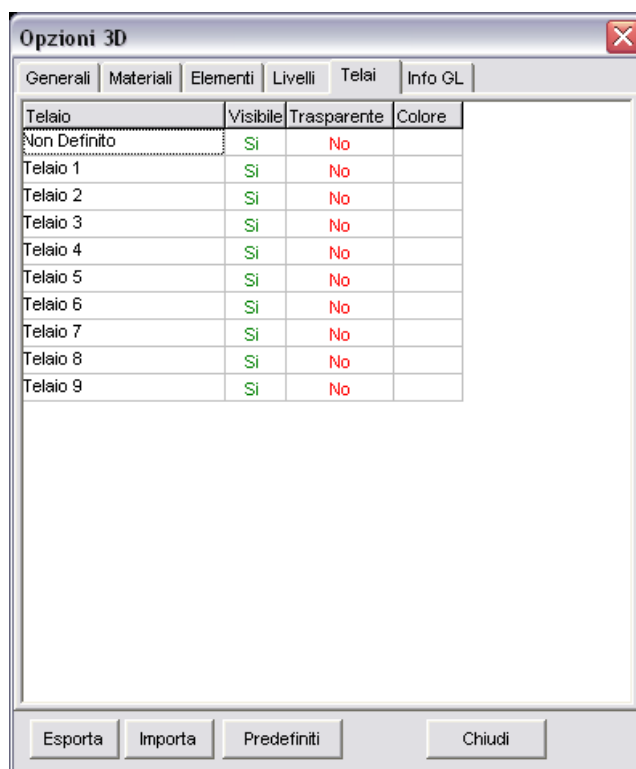 Opzioni 3D
Generali Materiali Elementi Livelli Telai Info GL
Telaio Visibile Trasparente Colore
Non Definito Si No
Telaio 1 Si No
Telaio 2 Si No
Telaio 3 Si No
Telaio 4 Si No
Telaio 5 Si No
Telaio 6 Si No
Telaio 7 Si No
Telaio 8 Si No
Telaio 9 Si No
Esporta Importa Predefiniti Chiudi